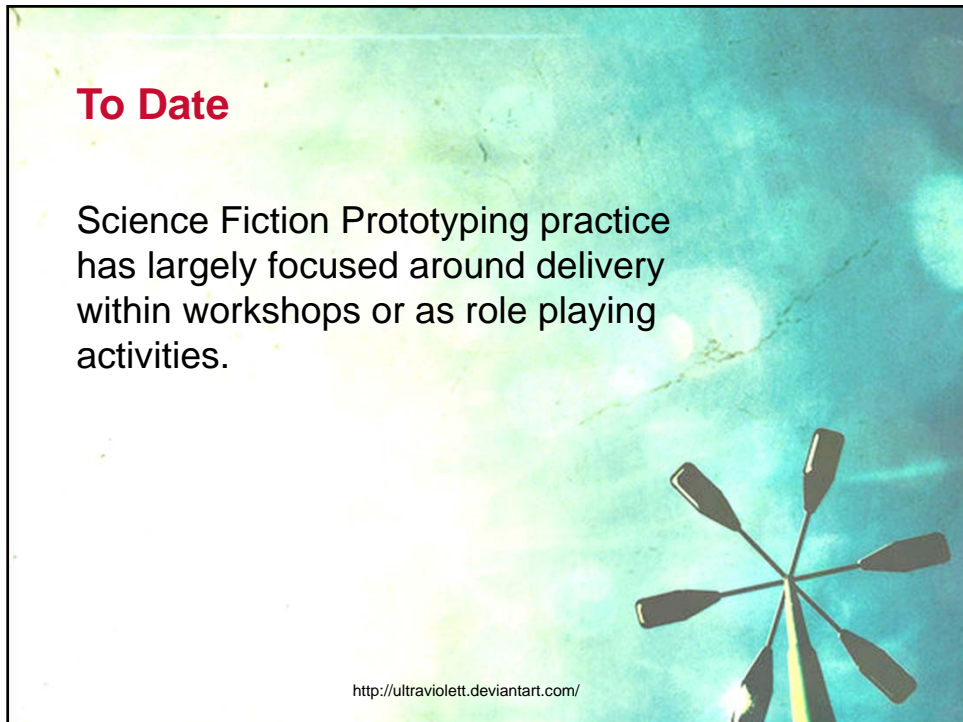 To Date
Science Fiction Prototyping practice
has largely focused around delivery
within workshops or as role playing
activities.
http://ultraviolett.deviantart.com/